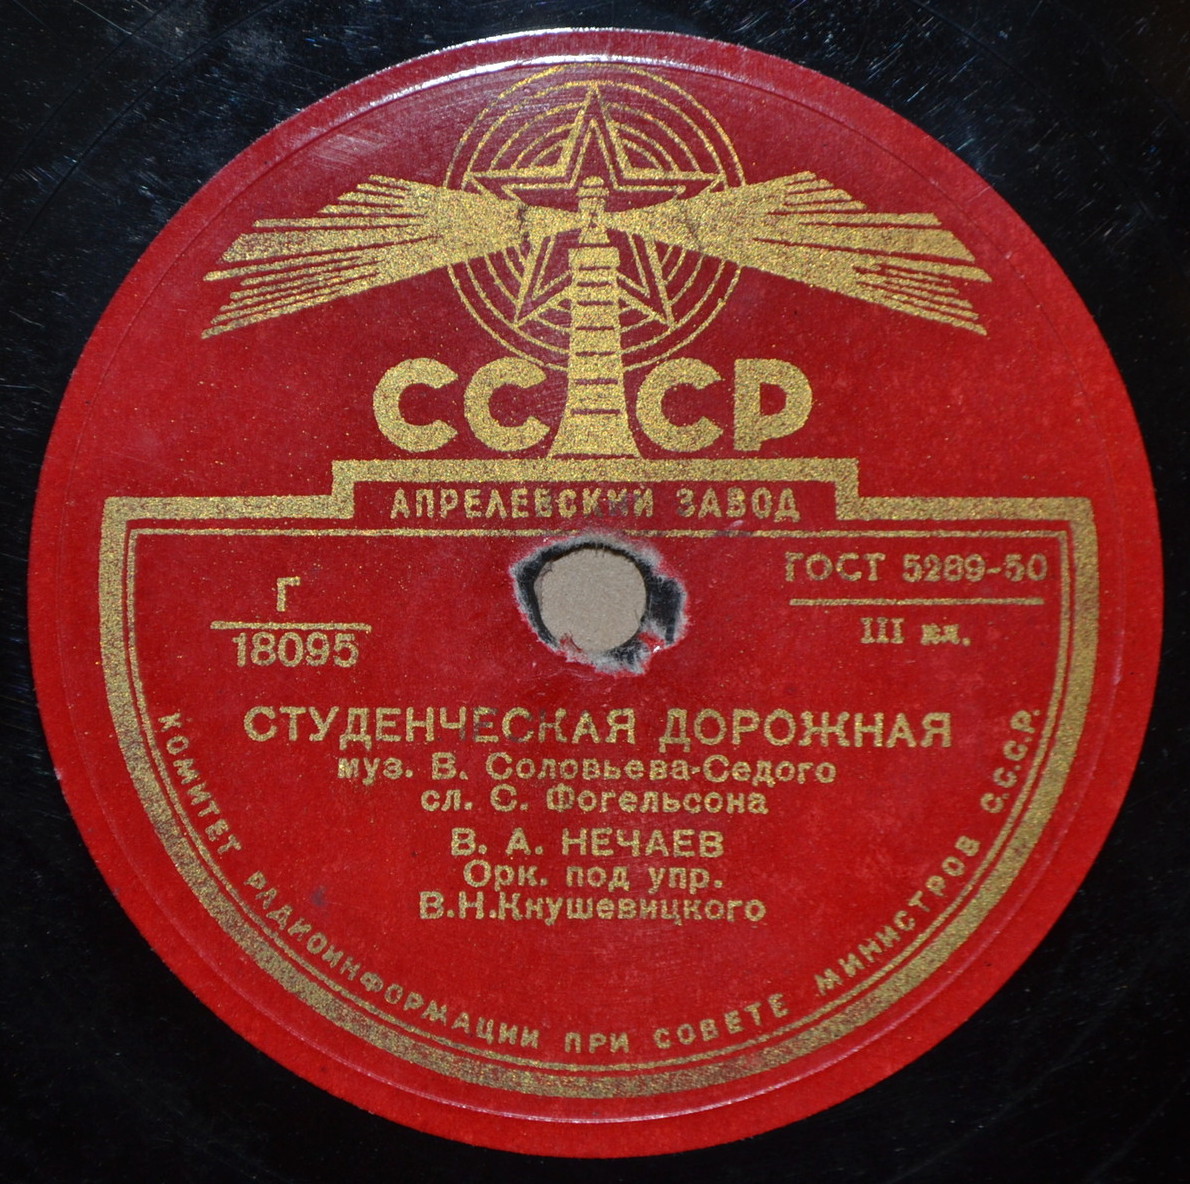 СССР
АПРЕЛЕВСКИЙ ЗАВОД
ГОСТ 5289-50
Г
18095
III кл.
СТУДЕНЧЕСКАЯ ДОРОЖНАЯ
муз. В. Соловьева-Седого
сл. С. Фогельсона
В. А. НЕЧАЕВ
Орк. под упр.
В.Н.Кнушевицкого
КОМИТЕТ РАДИОИНФОРМАЦИИ ПРИ СОВЕТЕ МИНИСТРОВ С.С.С.Р.